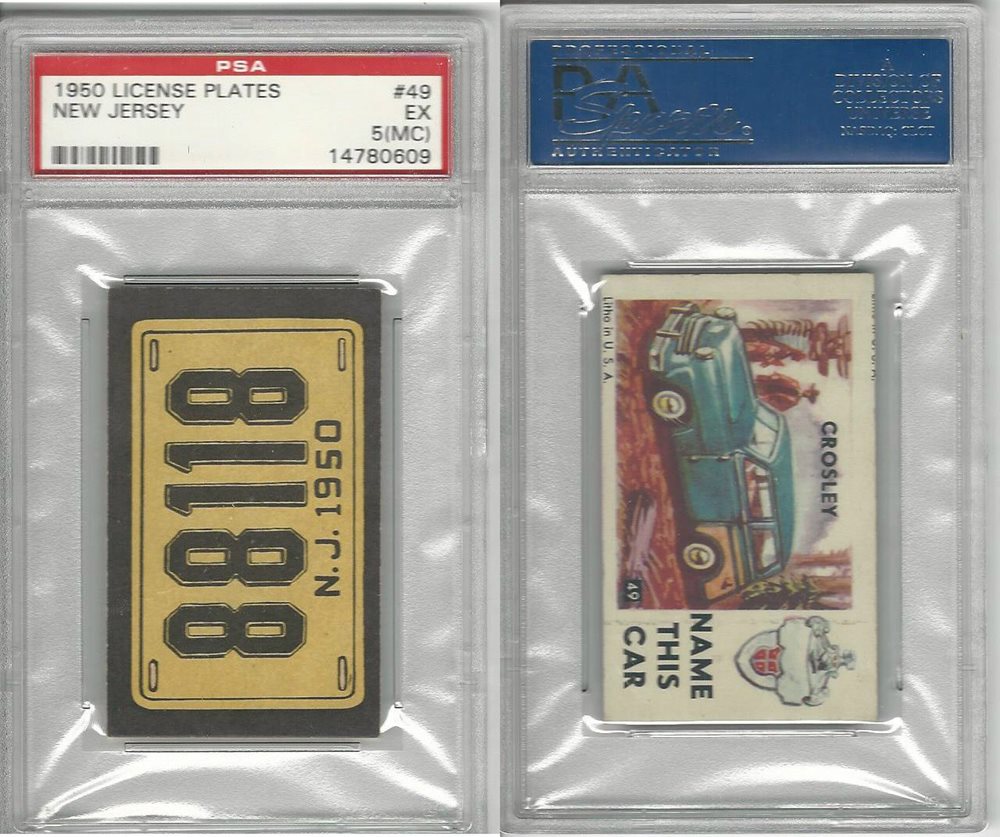 PSA
1950 LICENSE PLATES #49
NEW JERSEY EX
5(MC)
14780609
88118
N.J. 1950
PROFESSIONAL
PSA
Sports
AUTHENTICATOR
A
DIVISION OF
COLLECTORS
UNIVERSE
NASDAQ: CLCT
Litho in U. S. A.
CROSLEY
49
NAME
THIS
CAR